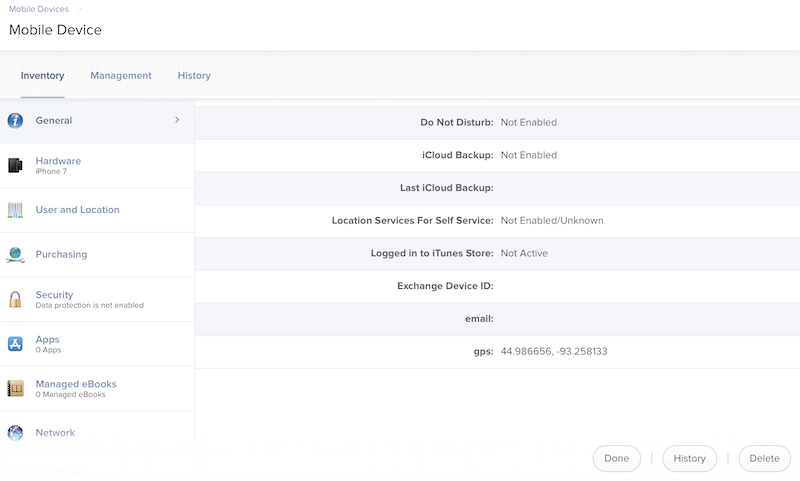 Mobile Devices >
Mobile Device
Inventory Management History
General
Hardware
iPhone 7
User and Location
Purchasing
Security
Data protection is not enabled
Apps
0 Apps
Managed eBooks
0 Managed eBooks
Network
Do Not Disturb: Not Enabled
iCloud Backup: Not Enabled
Last iCloud Backup:
Location Services For Self Service: Not Enabled/Unknown
Logged in to iTunes Store: Not Active
Exchange Device ID:
email:
gps: 44.986656, -93.258133
Done | History | Delete